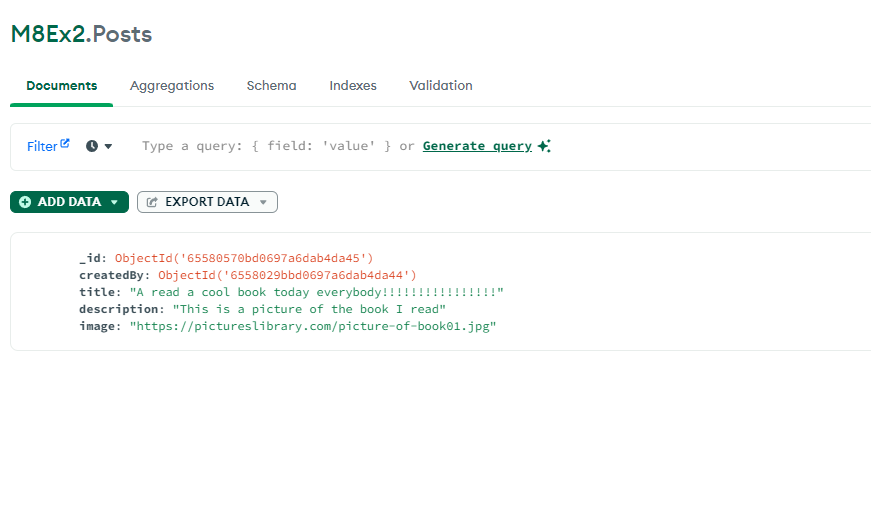 M8Ex2.Posts
Documents Aggregations Schema Indexes Validation
Filter Type a query: { field: 'value' } or Generate query
ADD DATA EXPORT DATA
_id: ObjectId('65580570bd0697a6dab4da45')
createdBy: ObjectId('6558029bbd0697a6dab4da44')
title: "A read a cool book today everybody!!!!!!!!!!!!!!!!"
description: "This is a picture of the book I read"
image: "https://pictureslibrary.com/picture-of-book01.jpg"